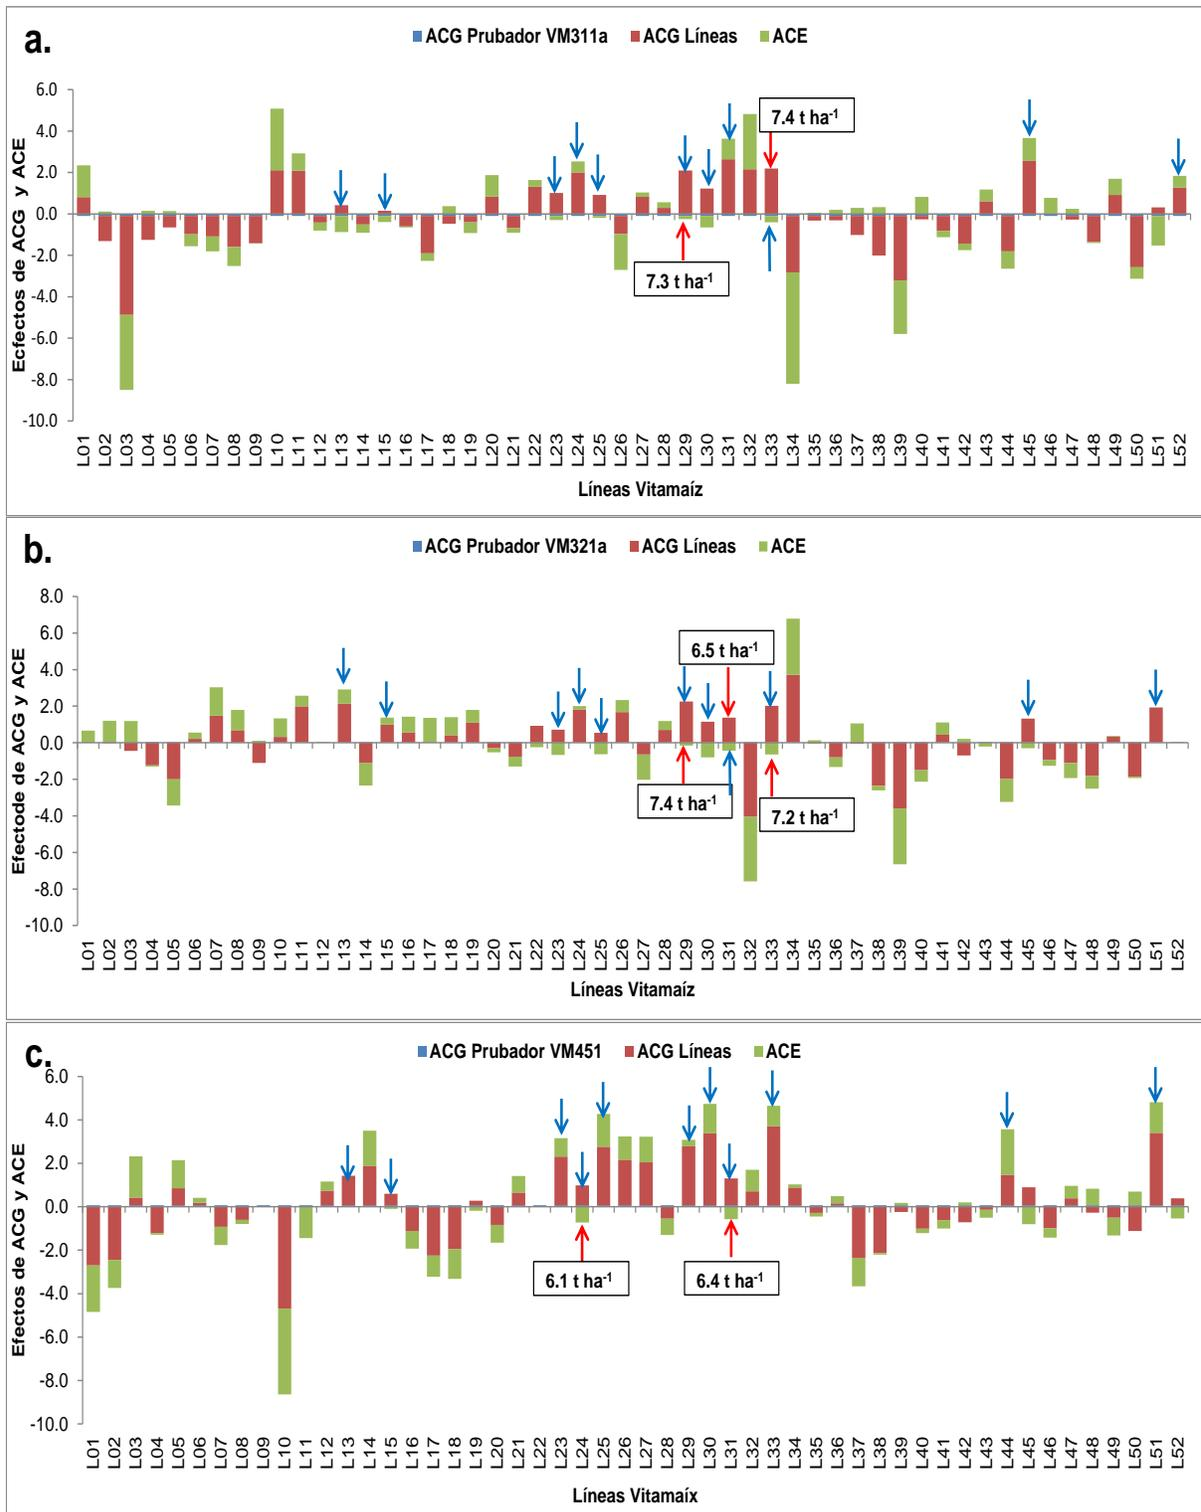 a.
ACG Prubador VM311a ACG Líneas ACE
Ecfectos de ACG y ACE
6.0
4.0
2.0
0.0
-2.0
-4.0
-6.0
-8.0
-10.0
7.4 t ha-1
7.3 t ha-1
L01 L02 L03 L04 L05 L06 L07 L08 L09 L10 L11 L12 L13 L14 L15 L16 L17 L18 L19 L20 L21 L22 L23 L24 L25 L26 L27 L28 L29 L30 L31 L32 L33 L34 L35 L36 L37 L38 L39 L40 L41 L42 L43 L44 L45 L46 L47 L48 L49 L50 L51 L52
Líneas Vitamaíz
b.
ACG Prubador VM321a ACG Líneas ACE
Efectode de ACG y ACE
8.0
6.0
4.0
2.0
0.0
-2.0
-4.0
-6.0
-8.0
-10.0
6.5 t ha-1
7.4 t ha-1
7.2 t ha-1
L01 L02 L03 L04 L05 L06 L07 L08 L09 L10 L11 L12 L13 L14 L15 L16 L17 L18 L19 L20 L21 L22 L23 L24 L25 L26 L27 L28 L29 L30 L31 L32 L33 L34 L35 L36 L37 L38 L39 L40 L41 L42 L43 L44 L45 L46 L47 L48 L49 L50 L51 L52
Líneas Vitamaíz
c.
ACG Prubador VM451 ACG Líneas ACE
Efectos de ACG y ACE
6.0
4.0
2.0
0.0
-2.0
-4.0
-6.0
-8.0
-10.0
6.1 t ha-1
6.4 t ha-1
L01 L02 L03 L04 L05 L06 L07 L08 L09 L10 L11 L12 L13 L14 L15 L16 L17 L18 L19 L20 L21 L22 L23 L24 L25 L26 L27 L28 L29 L30 L31 L32 L33 L34 L35 L36 L37 L38 L39 L40 L41 L42 L43 L44 L45 L46 L47 L48 L49 L50 L51 L52
Líneas Vitamaíx